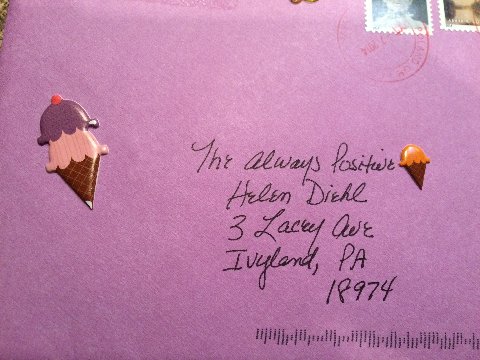 The Always Positive
Helen Diehl
3 Lacey Ave
Ivyland, PA
18974